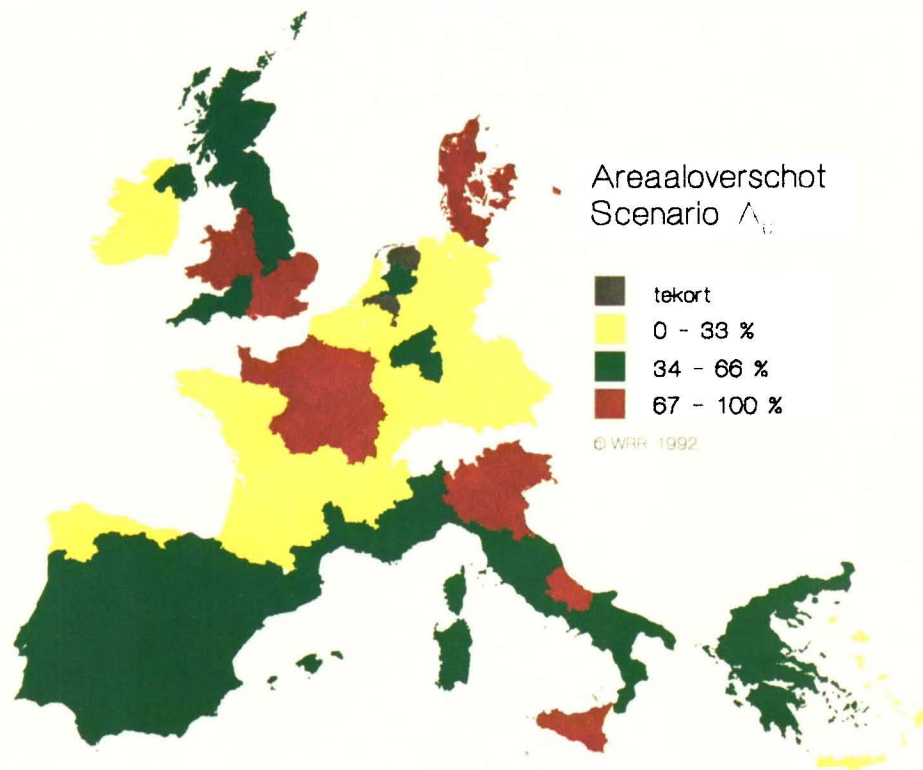 Areaaloverschot
Scenario
tekort
0 - 33 %
34 - 66 %
67 - 100 %
© WRR 1992